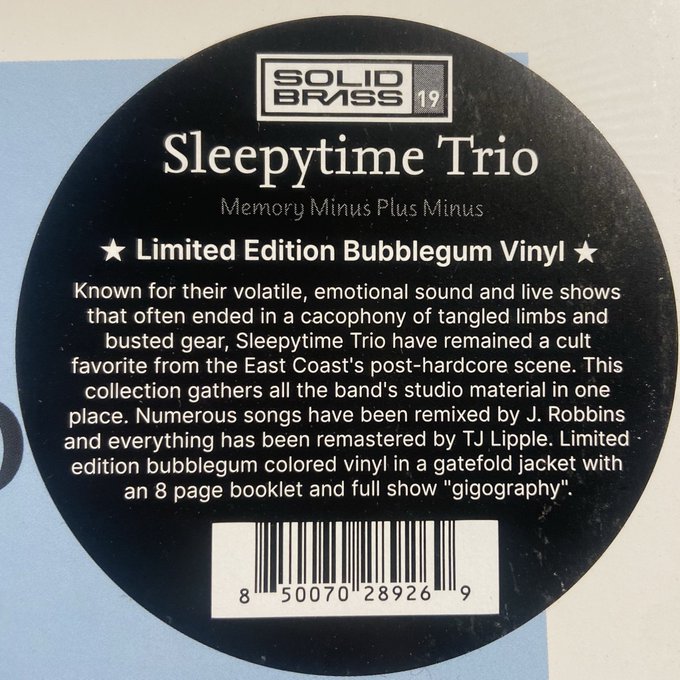 SOLID
BRASS 19
Sleepytime Trio
Memory Minus Plus Minus
★ Limited Edition Bubblegum Vinyl ★
Known for their volatile, emotional sound and live shows
that often ended in a cacophony of tangled limbs and
busted gear, Sleepytime Trio have remained a cult
favorite from the East Coast's post-hardcore scene. This
collection gathers all the band's studio material in one
place. Numerous songs have been remixed by J. Robbins
and everything has been remastered by TJ Lipple. Limited
edition bubblegum colored vinyl in a gatefold jacket with
an 8 page booklet and full show "gigography".
8 50070 28926 9